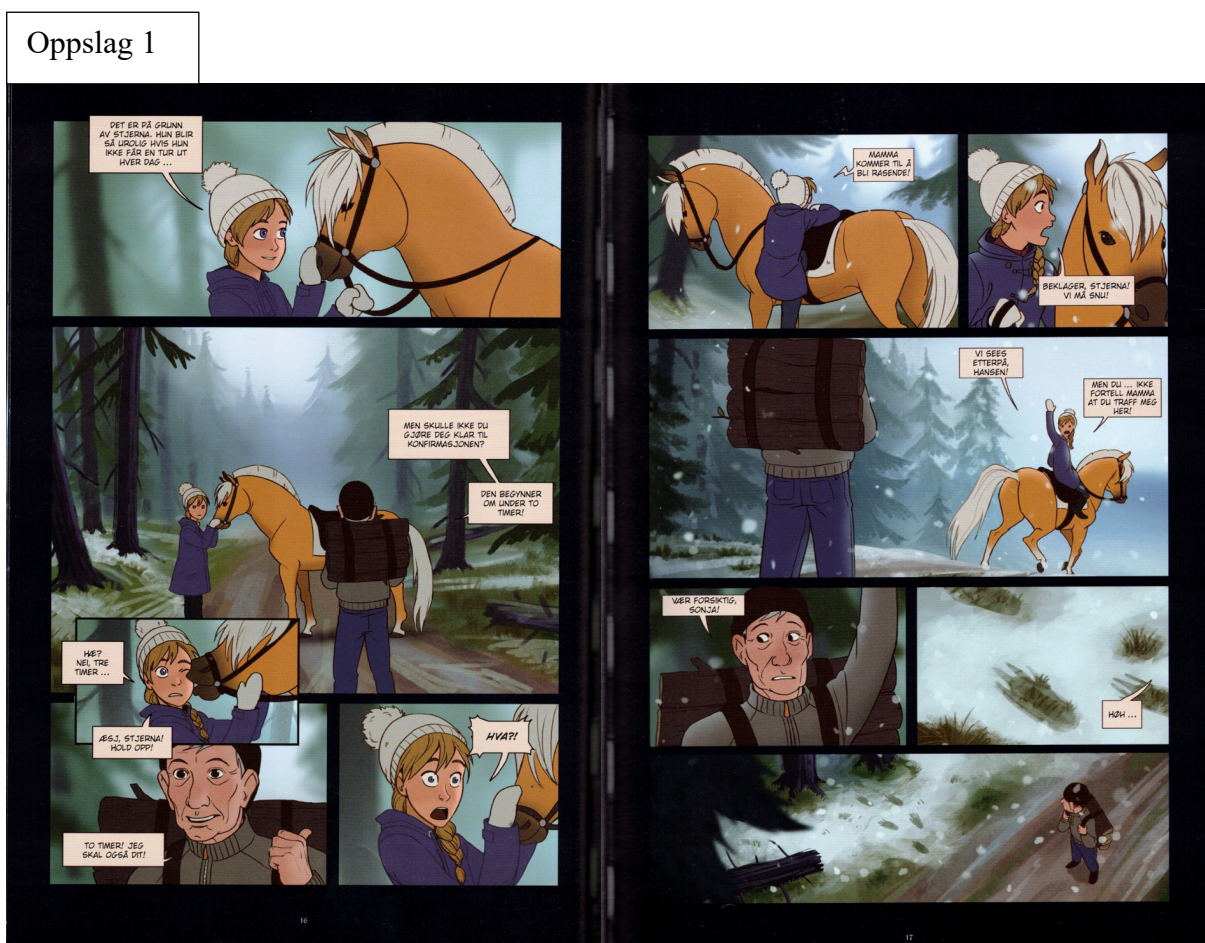 Oppslag 1
DET ER PÅ GRUNN
AV STJERNA. HUN BLIR
SÅ UROLIG HVIS HUN
IKKE FÅR EN TUR UT
HVER DAG ...
MEN SKULLE IKKE DU
GJØRE DEG KLAR TIL
KONFIRMASJONEN?
DEN BEGYNNER
OM UNDER TO
TIMER!
HÆ?
NEI, TRE
TIMER ...
ÆSJ, STJERNA!
HOLD OPP!
TO TIMER! JEG
SKAL OGSÅ DIT!
HVA?!
16
MAMMA
KOMMER TIL Å
BLI RASENDE!
BEKLAGER, STJERNA!
VI MÅ SNU!
VI SEES
ETTERPÅ,
HANSEN!
MEN DU ... IKKE
FORTELL MAMMA
AT DU TRAFF MEG
HER!
VÆR FORSIKTIG,
SONJA!
HØH ...
17